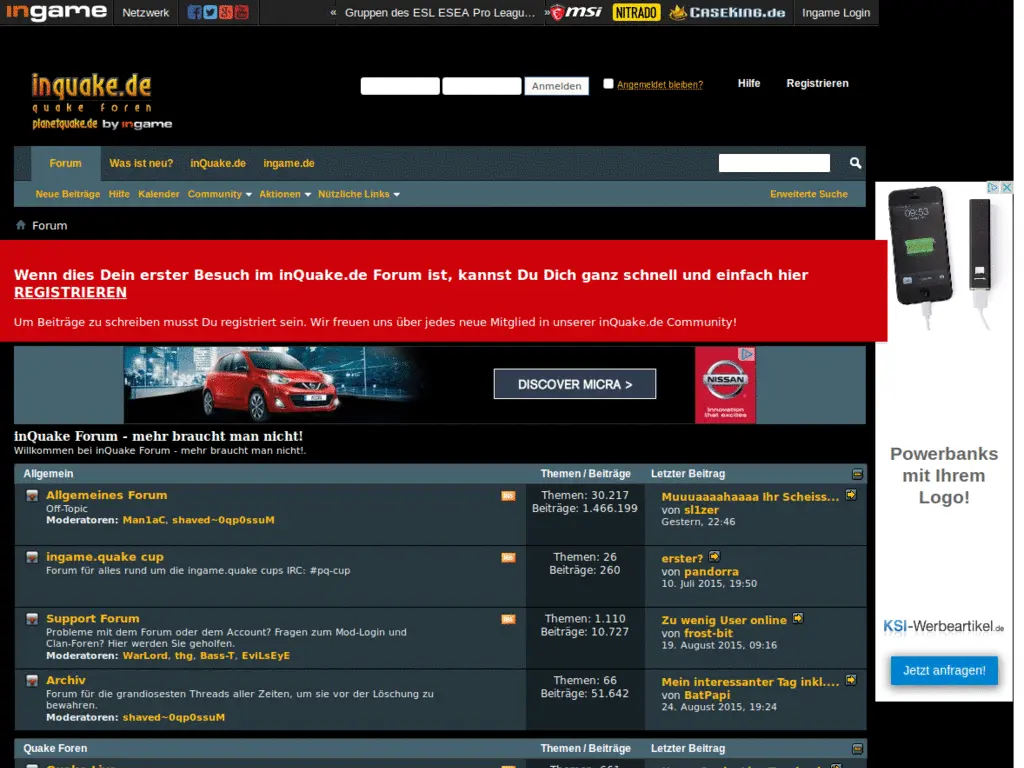 ingame Netzwerk « Gruppen des ESL ESEA Pro Leagu... » msi NITRADO CASEKING.de Ingame Login
inquake.de
quake foren
planetquake.de by ingame
Anmelden Angemeldet bleiben? Hilfe Registrieren
Forum Was ist neu? inQuake.de ingame.de
Neue Beiträge Hilfe Kalender Community Aktionen Nützliche Links Erweiterte Suche
Forum
Wenn dies Dein erster Besuch im inQuake.de Forum ist, kannst Du Dich ganz schnell und einfach hier
REGISTRIEREN
Um Beiträge zu schreiben musst Du registriert sein. Wir freuen uns über jedes neue Mitglied in unserer inQuake.de Community!
DISCOVER MICRA >
NISSAN
Innovation
that excites
inQuake Forum - mehr braucht man nicht!
Willkommen bei inQuake Forum - mehr braucht man nicht!.
Allgemein Themen / Beiträge Letzter Beitrag
Allgemeines Forum
Off-Topic
Moderatoren: Man1aC, shaved~0qp0ssuM
Themen: 30.217
Beiträge: 1.466.199
Muuuaaaahaaaa Ihr Scheiss...
von sl1zer
Gestern, 22:46
ingame.quake cup
Forum für alles rund um die ingame.quake cups IRC: #pq-cup
Themen: 26
Beiträge: 260
erster?
von pandorra
10. Juli 2015, 19:50
Support Forum
Probleme mit dem Forum oder dem Account? Fragen zum Mod-Login und
Clan-Foren? Hier werden Sie geholfen.
Moderatoren: WarLord, thg, Bass-T, EviLsEyE
Themen: 1.110
Beiträge: 10.727
Zu wenig User online
von frost-bit
19. August 2015, 09:16
Archiv
Forum für die grandiosesten Threads aller Zeiten, um sie vor der Löschung zu
bewahren.
Moderatoren: shaved~0qp0ssuM
Themen: 66
Beiträge: 51.642
Mein interessanter Tag inkl....
von BatPapi
24. August 2015, 19:24
Quake Foren Themen / Beiträge Letzter Beitrag
09:53
Powerbanks
mit Ihrem
Logo!
KSi-Werbeartikel.de
Jetzt anfragen!